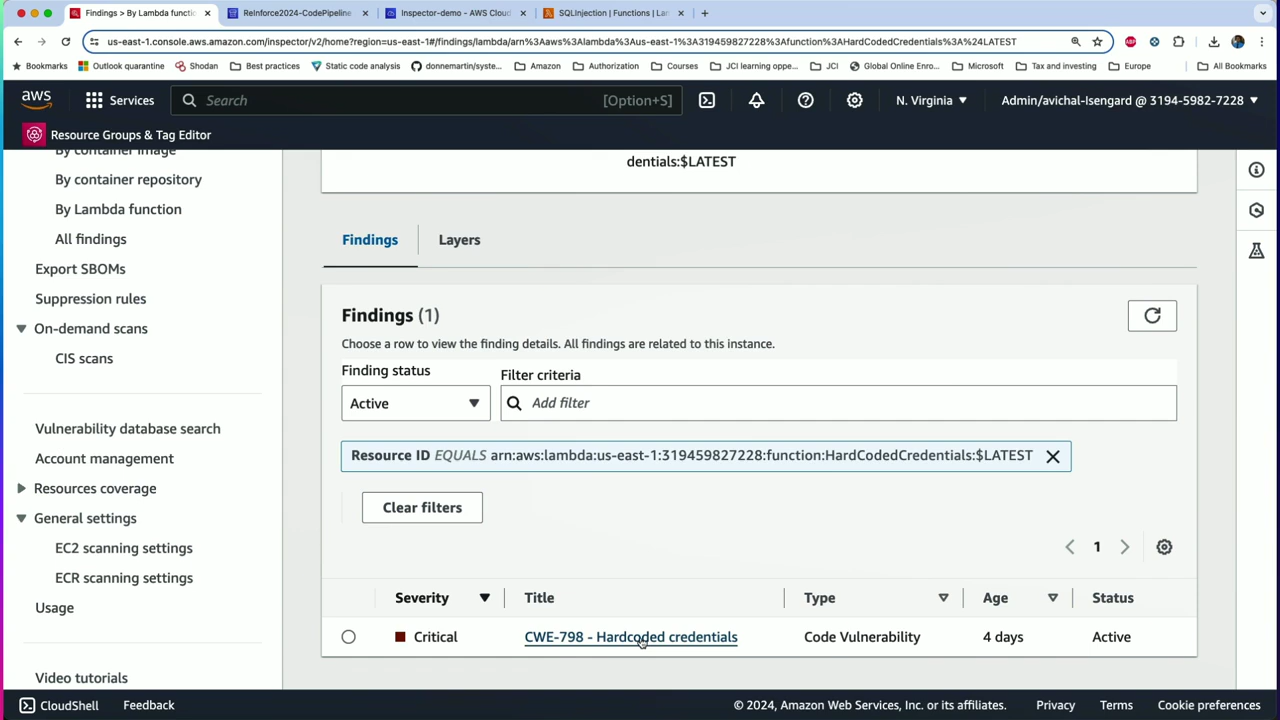 Findings > By Lambda functi
ReInforce2024-CodePipeline
Inspector-demo - AWS Cloud
SQLInjection | Functions | La
us-east-1.console.aws.amazon.com/inspector/v2/home?region=us-east-1#/findings/lambda/arn%3Aaws%3Alambda%3Aus-east-1%3A319459827228%3Afunction%3AHardCodedCredentials%3A%24LATEST
Bookmarks Outlook quarantine Shodan Best practices Static code analysis donnemartin/syste... Amazon Authorization Courses JCI learning oppe... JCI Global Online Enro... Microsoft Tax and investing Europe All Bookmarks
aws Services Search [Option+S] N. Virginia Admin/avichal-Isengard @ 3194-5982-7228
Resource Groups & Tag Editor
By container image
By container repository
By Lambda function
All findings
Export SBOMs
Suppression rules
On-demand scans
CIS scans
Vulnerability database search
Account management
Resources coverage
General settings
EC2 scanning settings
ECR scanning settings
Usage
Video tutorials
dentials:$LATEST
Findings Layers
Findings (1)
Choose a row to view the finding details. All findings are related to this instance.
Finding status
Active
Filter criteria
Add filter
Resource ID EQUALS arn:aws:lambda:us-east-1:319459827228:function:HardCodedCredentials:$LATEST
Clear filters
1
Severity Title Type Age Status
Critical CWE-798 - Hardcoded credentials Code Vulnerability 4 days Active
CloudShell Feedback © 2024, Amazon Web Services, Inc. or its affiliates. Privacy Terms Cookie preferences